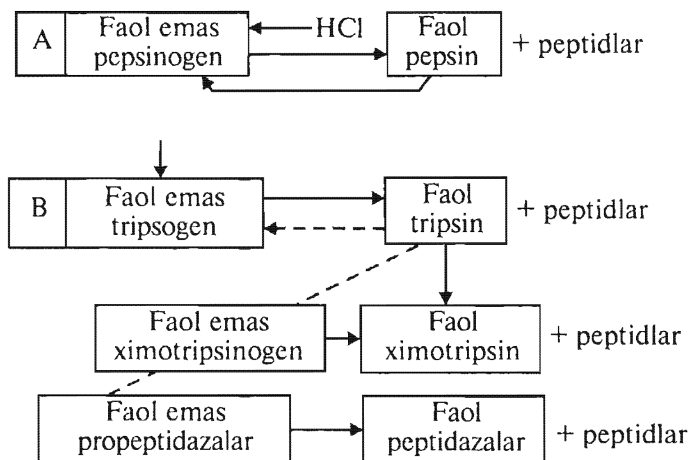 A
Faol emas
pepsinogen
HCl
Faol
pepsin
+ peptidlar
B
Faol emas
tripsogen
Faol
tripsin
+ peptidlar
Faol emas
ximotripsinogen
Faol
ximotripsin
+ peptidlar
Faol emas
propeptidazalar
Faol
peptidazalar
+ peptidlar